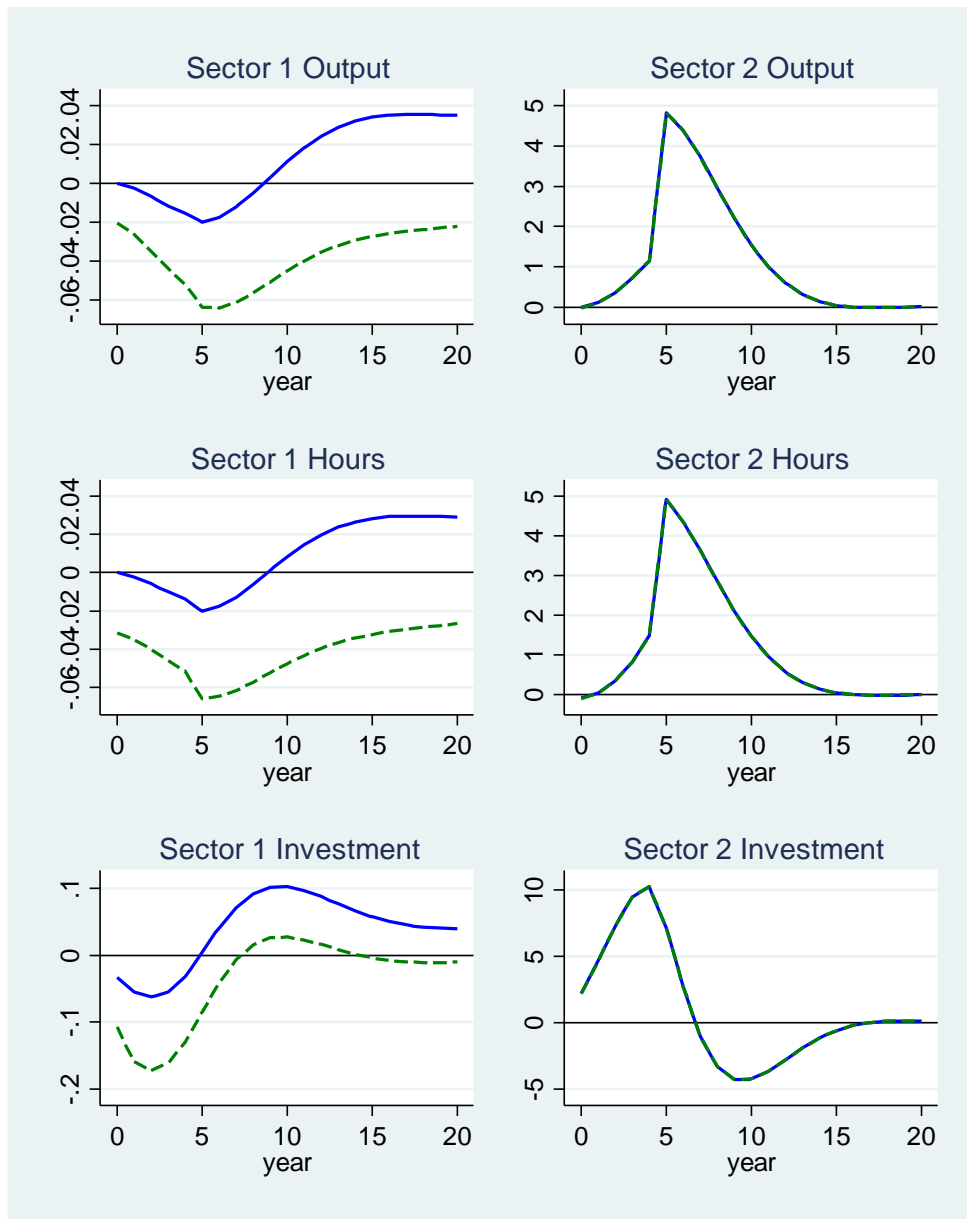 Sector 1 Output
-.06-.04-.02 0 .02.04
0 5 10 15 20
year
Sector 2 Output
0 1 2 3 4 5
0 5 10 15 20
year
Sector 1 Hours
-.06-.04-.02 0 .02.04
0 5 10 15 20
year
Sector 2 Hours
0 1 2 3 4 5
0 5 10 15 20
year
Sector 1 Investment
-.2 -.1 0 .1
0 5 10 15 20
year
Sector 2 Investment
-5 0 5 10
0 5 10 15 20
year